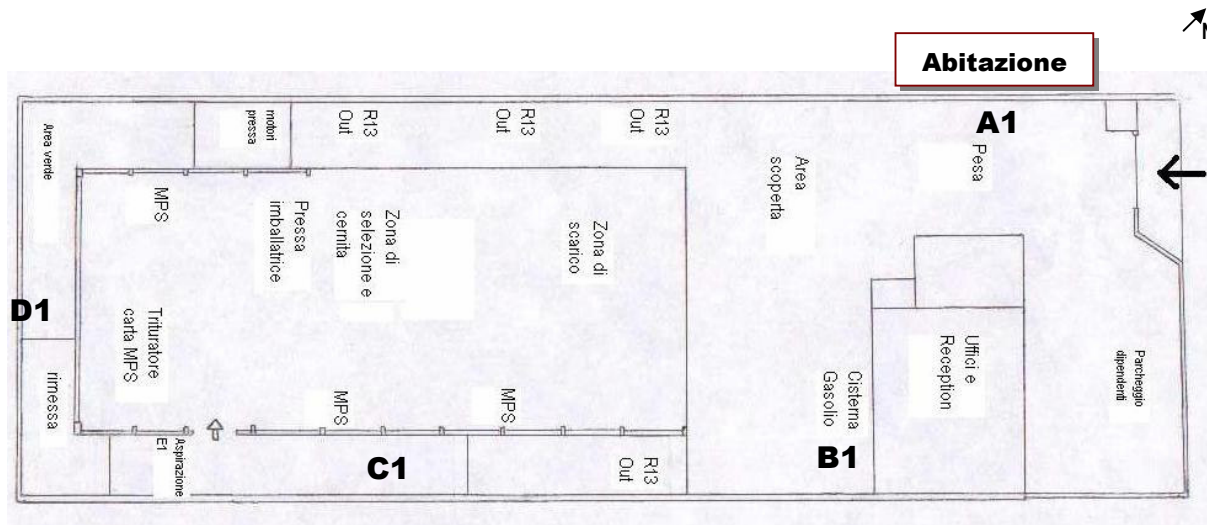 N
Abitazione
A1
Area verde
motori
pressa
R13
Out
R13
Out
R13
Out
Area
scoperta
Pesa
MPS
Pressa
imballatrice
Zona di
selezione e
cernita
Zona di
scarico
D1
Trituratore
carta MPS
rimessa
Uffici e
Reception
Parcheggio
dipendenti
Cisterna
Gasolio
MPS
MPS
Aspirazione
E1
C1
R13
Out
B1